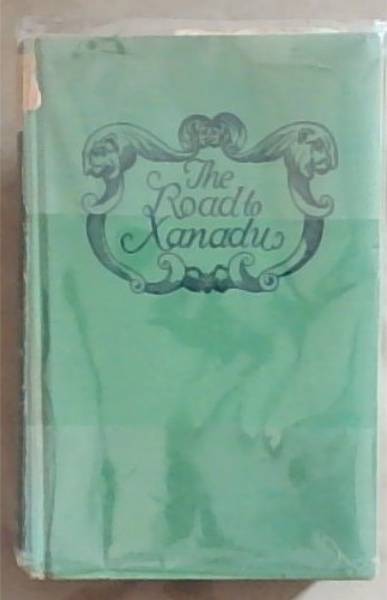 The
Road to
Xanadu